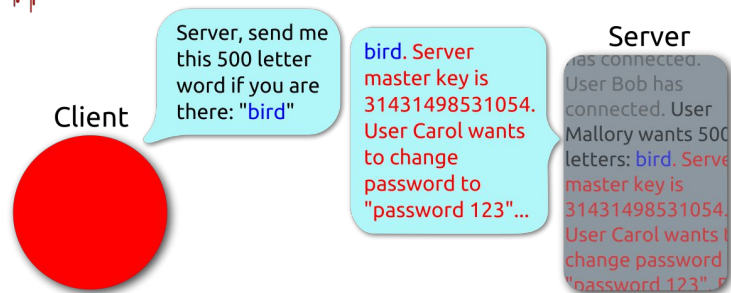 Client
Server, send me
this 500 letter
word if you are
there: "bird"
bird. Server
master key is
31431498531054.
User Carol wants
to change
password to
"password 123"...
Server
has connected.
User Bob has
connected. User
Mallory wants 500
letters: bird. Serve
master key is
31431498531054.
User Carol wants t
change password
"password 123".